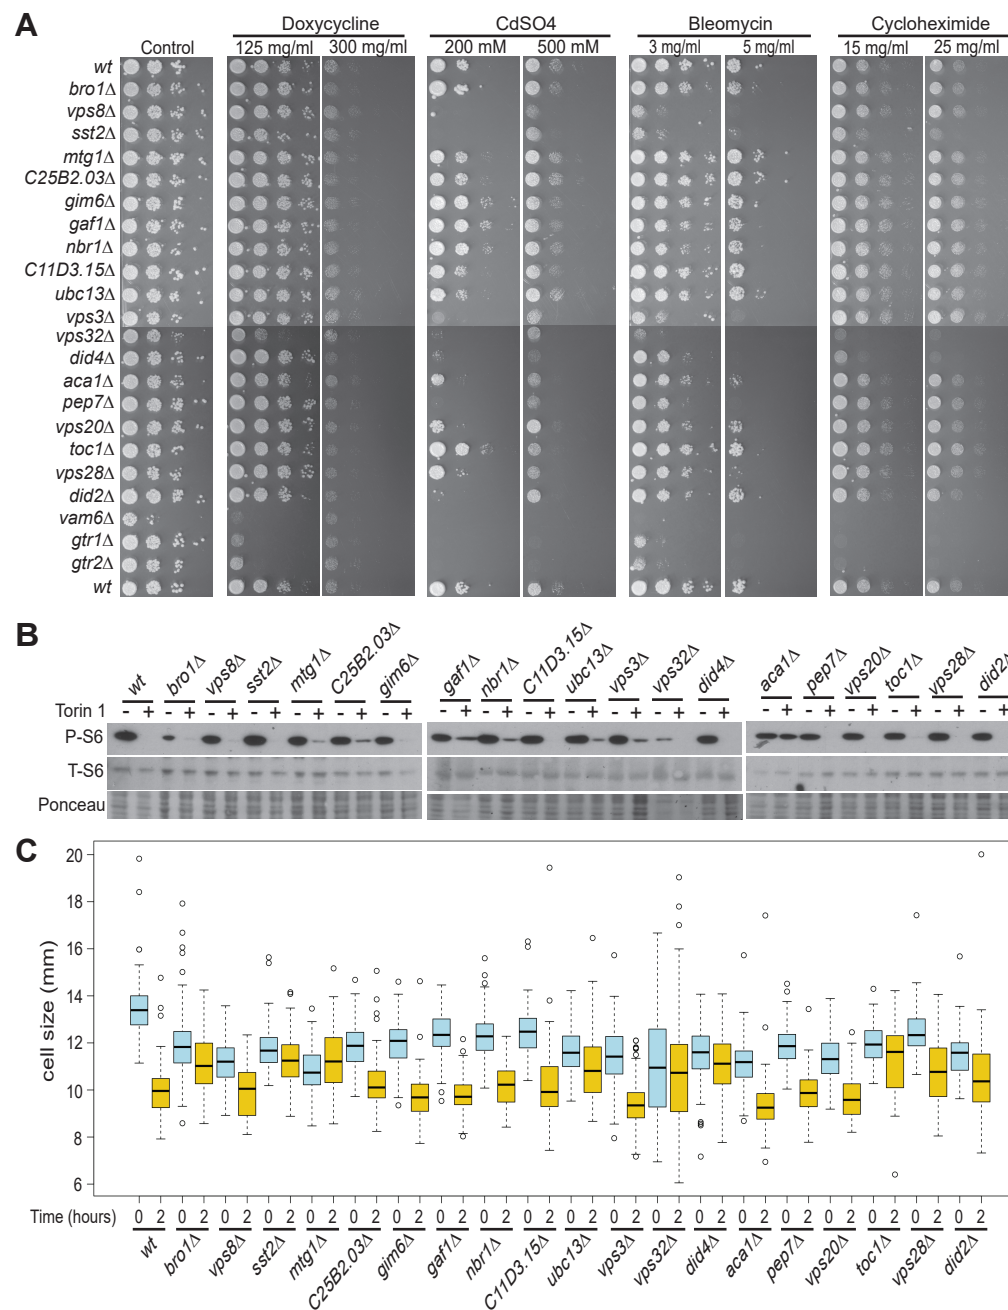 A
Doxycycline CdSO4 Bleomycin Cycloheximide
Control 125 mg/ml 300 mg/ml 200 mM 500 mM 3 mg/ml 5 mg/ml 15 mg/ml 25 mg/ml
wt
bro1Δ
vps8Δ
sst2Δ
mtg1Δ
C25B2.03Δ
gim6Δ
gaf1Δ
nbr1Δ
C11D3.15Δ
ubc13Δ
vps3Δ
vps32Δ
did4Δ
aca1Δ
pep7Δ
vps20Δ
toc1Δ
vps28Δ
did2Δ
vam6Δ
gtr1Δ
gtr2Δ
wt
B
wt bro1Δ vps8Δ sst2Δ mtg1Δ C25B2.03Δ gim6Δ gaf1Δ nbr1Δ C11D3.15Δ ubc13Δ vps3Δ vps32Δ did4Δ aca1Δ pep7Δ vps20Δ toc1Δ vps28Δ did2Δ
Torin 1 - + - + - + - + - + - + - + - + - + - + - + - + - + - + - + - + - + - + - + - +
P-S6
T-S6
Ponceau
C
cell size (mm)
20
18
16
14
12
10
8
6
Time (hours) 0 2 0 2 0 2 0 2 0 2 0 2 0 2 0 2 0 2 0 2 0 2 0 2 0 2 0 2 0 2 0 2 0 2 0 2 0 2 0 2
wt bro1Δ vps8Δ sst2Δ mtg1Δ C25B2.03Δ gim6Δ gaf1Δ nbr1Δ C11D3.15Δ ubc13Δ vps3Δ vps32Δ did4Δ aca1Δ pep7Δ vps20Δ toc1Δ vps28Δ did2Δ